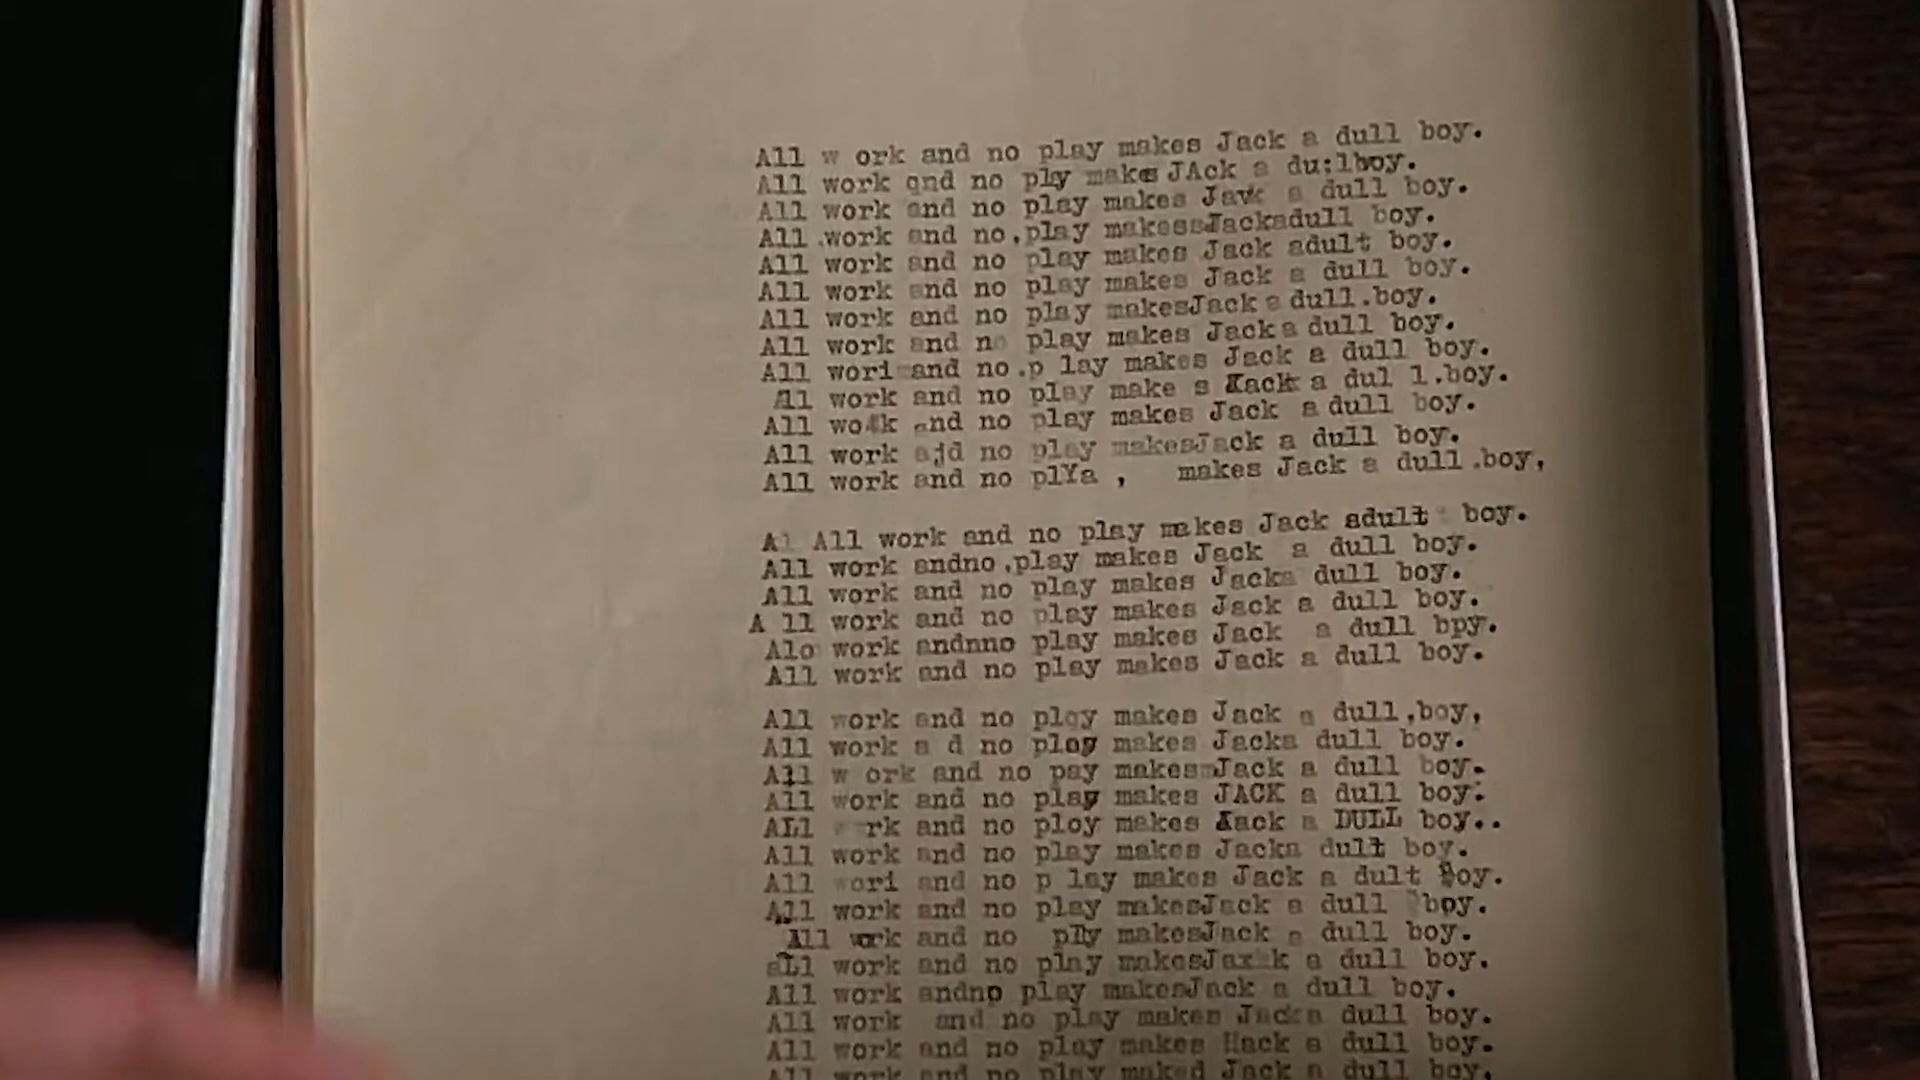 All w ork and no play makes Jack a dull boy.
All work qnd no ply makes JAck a du:lboy.
All work and no play makes Javk a dull boy.
All .work and no.play makessJackadull boy.
All work and no play makes Jack adult boy.
All work and no play makes Jack a dull boy.
All work and no play makesJack a dull.boy.
All work and no play makes Jacka dull boy.
All wori and no.p lay makes Jack a dull boy.
All work and no play make s Kack a dul l.boy.
All work and no play makes Jack a dull boy.
All work ajd no play makesJack a dull boy.
All work and no plYa , makes Jack a dull.boy,
Al All work and no play makes Jack adult boy.
All work andno.play makes Jack a dull boy.
All work and no play makes Jacka dull boy.
A ll work and no play makes Jack a dull boy.
Alo work andnno play makes Jack a dull bpy.
All work and no play makes Jack a dull boy.
All work and no ploy makes Jack a dull,boy,
All work a d no play makes Jacka dull boy.
All w ork and no pay makesmJack a dull boy.
All work and no play makes JACK a dull boy.
ALl rk and no ploy makes Kack a DULL boy..
All work and no play makes Jacka dult boy.
All wori and no p lay makes Jack a dult boy.
All work and no play makesJack a dull boy.
All work and no plly makesJack a dull boy.
aLl work and no play makesJax k a dull boy.
All work andnp play makesJack a dull boy.
All work and no play makes Jacka dull boy.
All work and no play makes Hack a dull boy.
All work and no play maked Jack a dull boy.